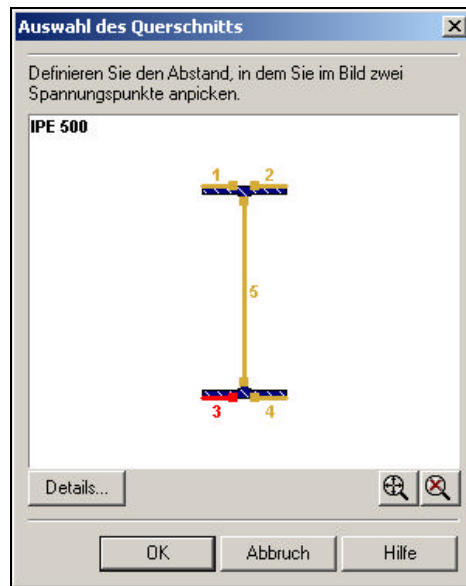 Auswahl des Querschnitts
Definieren Sie den Abstand, in dem Sie im Bild zwei
Spannungspunkte anpicken.
IPE 500
1 2
5
3 4
Details...
OK Abbruch Hilfe